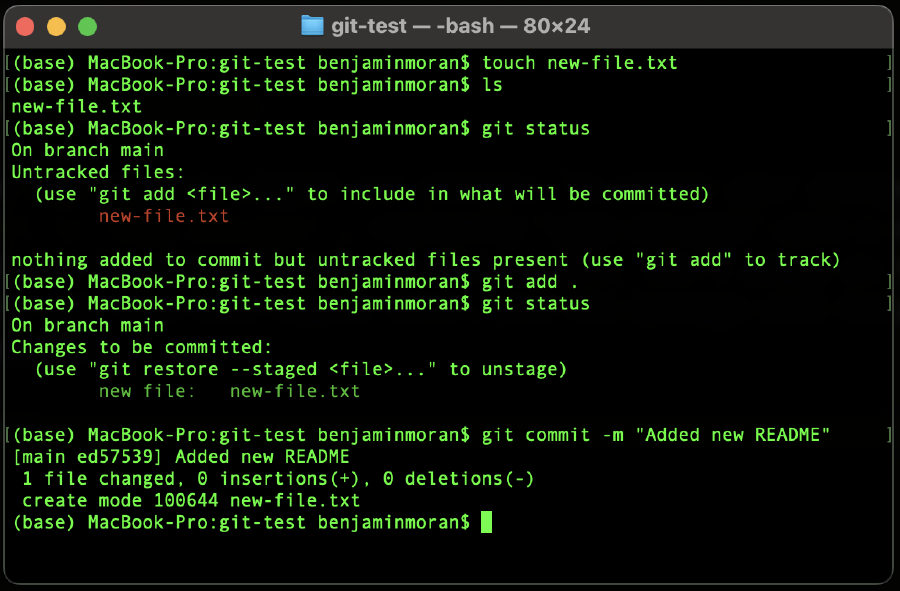 git-test — -bash — 80×24
[(base) MacBook-Pro:git-test benjaminmoran$ touch new-file.txt ]
[(base) MacBook-Pro:git-test benjaminmoran$ ls ]
new-file.txt
[(base) MacBook-Pro:git-test benjaminmoran$ git status ]
On branch main
Untracked files:
  (use "git add <file>..." to include in what will be committed)
        new-file.txt

nothing added to commit but untracked files present (use "git add" to track)
[(base) MacBook-Pro:git-test benjaminmoran$ git add . ]
[(base) MacBook-Pro:git-test benjaminmoran$ git status ]
On branch main
Changes to be committed:
  (use "git restore --staged <file>..." to unstage)
        new file:   new-file.txt

[(base) MacBook-Pro:git-test benjaminmoran$ git commit -m "Added new README" ]
[main ed57539] Added new README
 1 file changed, 0 insertions(+), 0 deletions(-)
 create mode 100644 new-file.txt
(base) MacBook-Pro:git-test benjaminmoran$